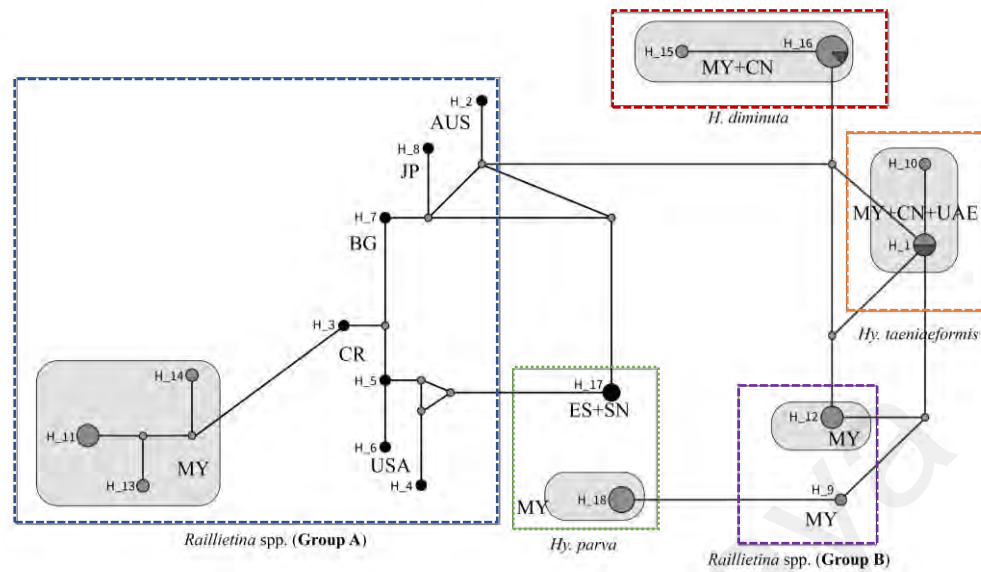 H_16
H_15
MY+CN
H. diminuta
H_2
AUS
H_8
JP
H_10
MY+CN+UAE
H_1
H_7
BG
H_3
CR
Hy. taeniaeformis
H_14
H_5
H_17
ES+SN
H_11
MY
H_12
MY
H_6
USA
H_13
H_4
H_18
MY
H_9
MY
Raillietina spp. (Group A)
Hy. parva
Raillietina spp. (Group B)